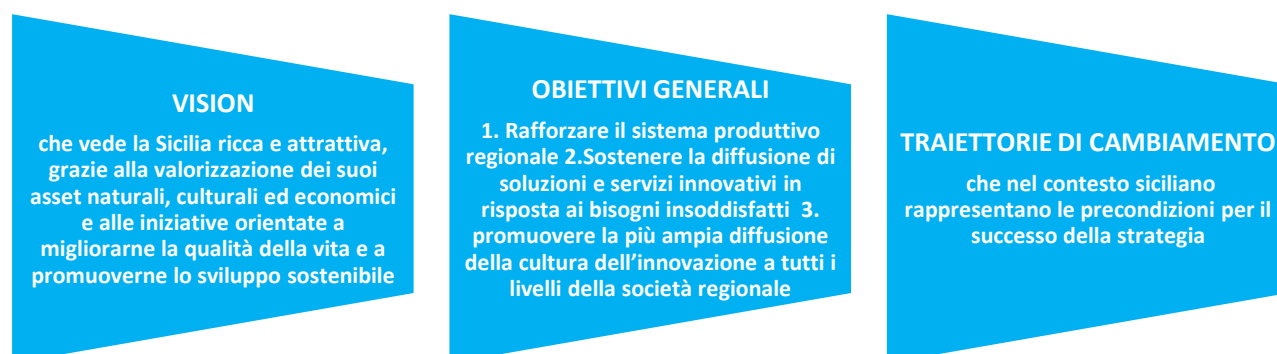 VISION
che vede la Sicilia ricca e attrattiva,
grazie alla valorizzazione dei suoi
asset naturali, culturali ed economici
e alle iniziative orientate a
migliorarne la qualità della vita e a
promuoverne lo sviluppo sostenibile
OBIETTIVI GENERALI
1. Rafforzare il sistema produttivo
regionale 2.Sostenere la diffusione di
soluzioni e servizi innovativi in
risposta ai bisogni insoddisfatti 3.
promuovere la più ampia diffusione
della cultura dell’innovazione a tutti i
livelli della società regionale
TRAIETTORIE DI CAMBIAMENTO
che nel contesto siciliano
rappresentano le precondizioni per il
successo della strategia